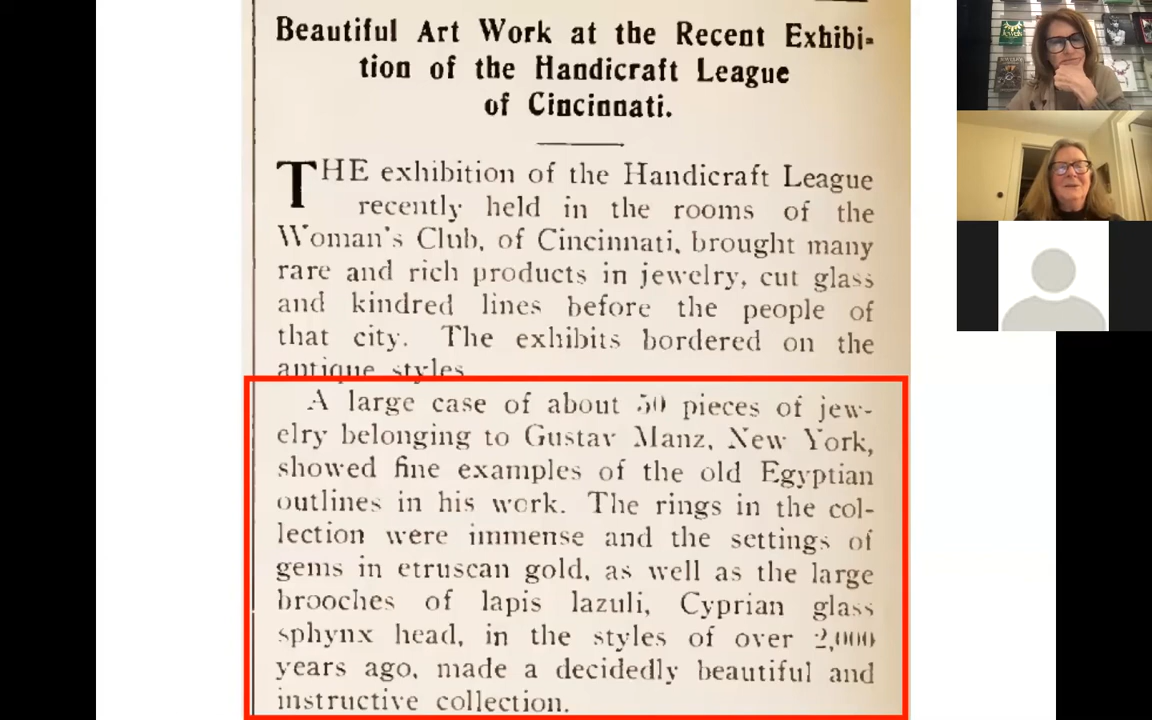 Beautiful Art Work at the Recent Exhibi-
tion of the Handicraft League
of Cincinnati.
THE exhibition of the Handicraft League
recently held in the rooms of the
Woman's Club, of Cincinnati, brought many
rare and rich products in jewelry, cut glass
and kindred lines before the people of
that city. The exhibits bordered on the
antique styles.
A large case of about 50 pieces of jew-
elry belonging to Gustav Manz, New York,
showed fine examples of the old Egyptian
outlines in his work. The rings in the col-
lection were immense and the settings of
gems in etruscan gold, as well as the large
brooches of lapis lazuli, Cyprian glass
sphynx head, in the styles of over 2,000
years ago, made a decidedly beautiful and
instructive collection.